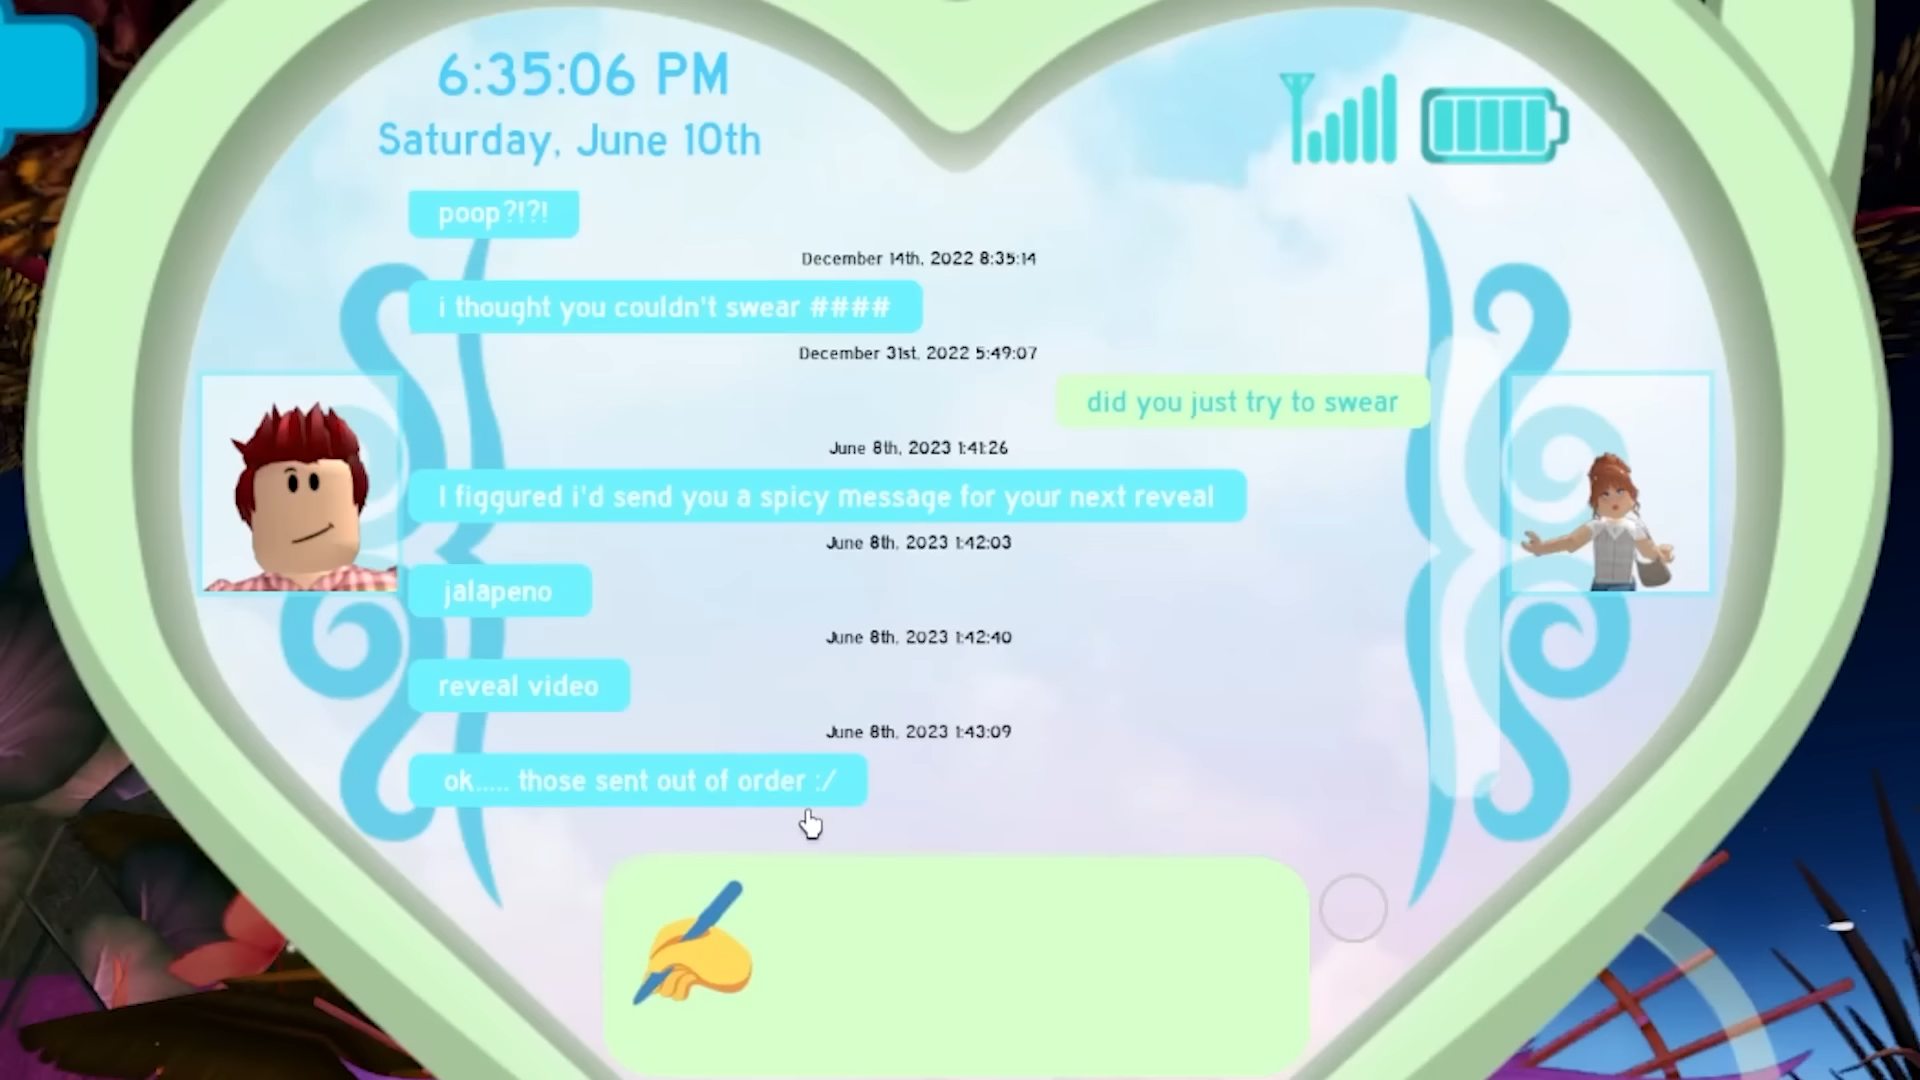 6:35:06 PM
Saturday, June 10th
poop?!?!
December 14th, 2022 8:35:14
i thought you couldn't swear ####
December 31st, 2022 5:49:07
did you just try to swear
June 8th, 2023 1:41:26
I figgured i'd send you a spicy message for your next reveal
June 8th, 2023 1:42:03
jalapeno
June 8th, 2023 1:42:40
reveal video
June 8th, 2023 1:43:09
ok..... those sent out of order :/